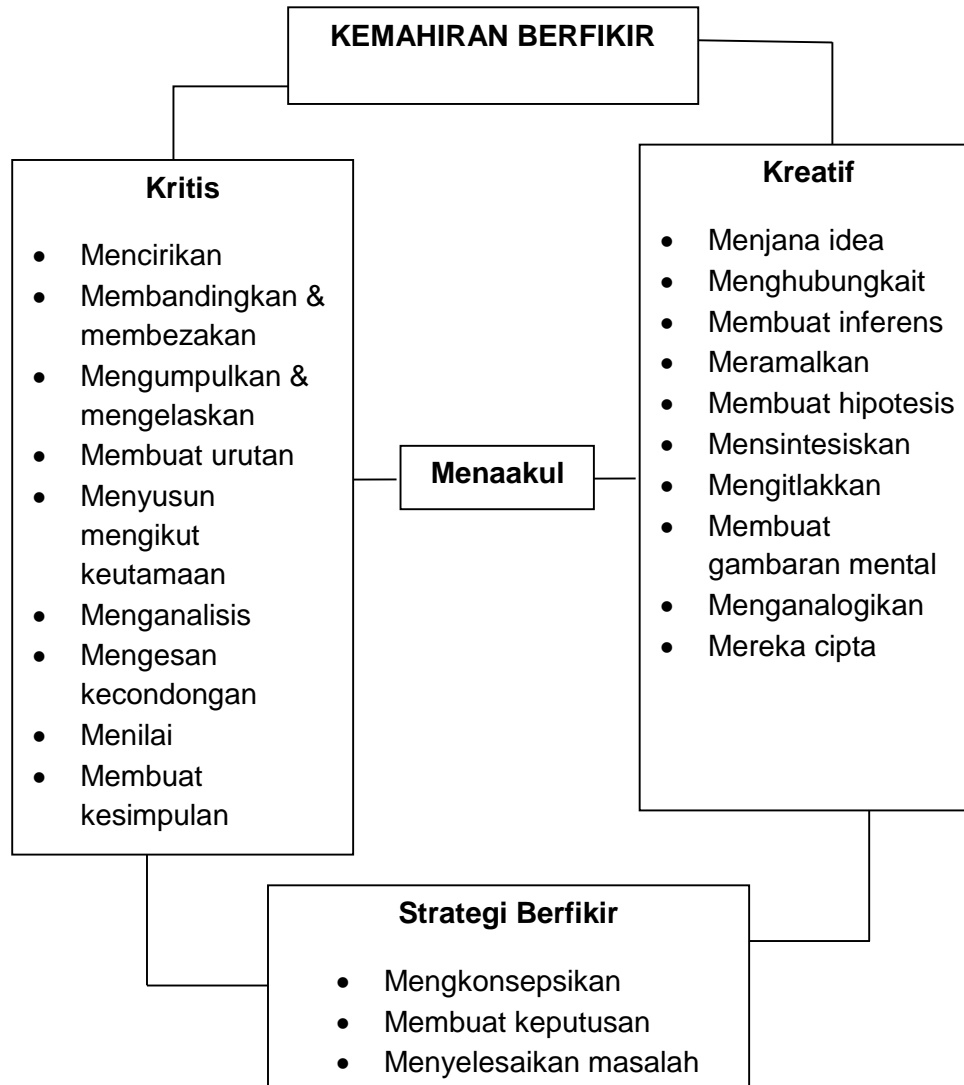 KEMAHIRAN BERFIKIR
Kritis
• Mencirikan
• Membandingkan &
membezakan
• Mengumpulkan &
mengelaskan
• Membuat urutan
• Menyusun
mengikut
keutamaan
• Menganalisis
• Mengesan
kecondongan
• Menilai
• Membuat
kesimpulan
Menaakul
Kreatif
• Menjana idea
• Menghubungkait
• Membuat inferens
• Meramalkan
• Membuat hipotesis
• Mensintesiskan
• Mengitlakkan
• Membuat
gambaran mental
• Menganalogikan
• Mereka cipta
Strategi Berfikir
• Mengkonsepsikan
• Membuat keputusan
• Menyelesaikan masalah